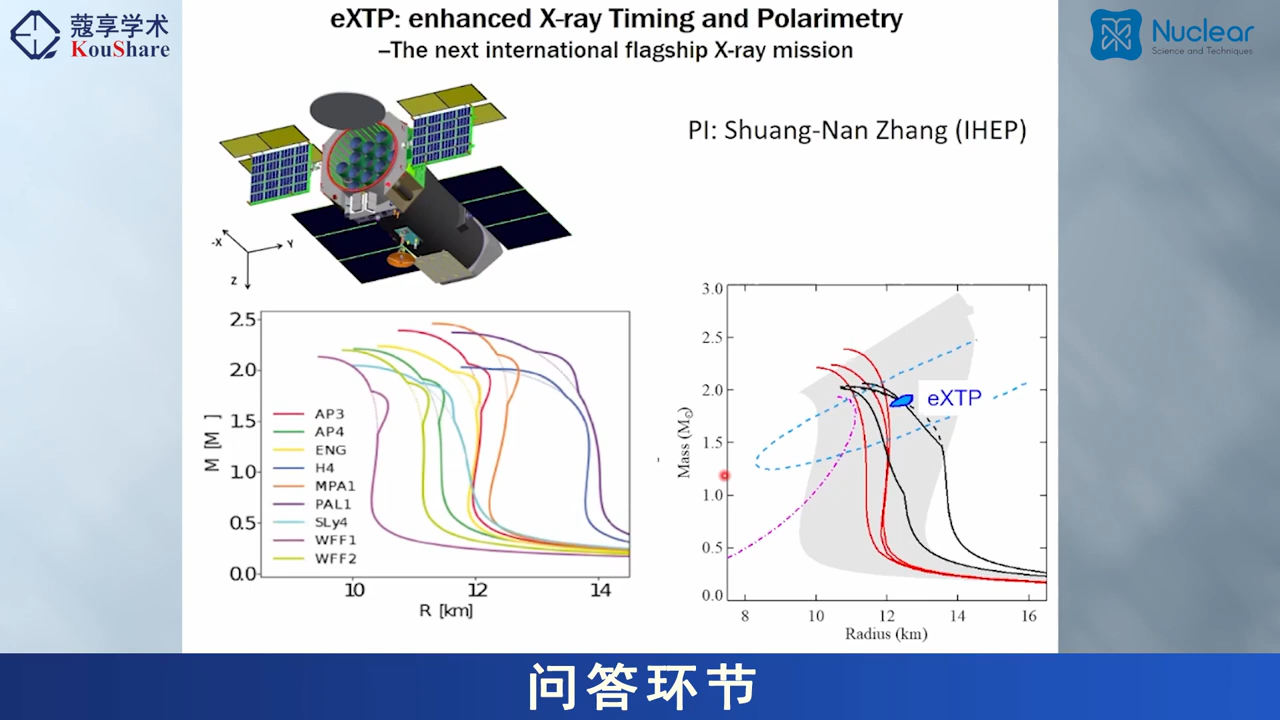 蔻享学术
KouShare
eXTP: enhanced X-ray Timing and Polarimetry
–The next international flagship X-ray mission
Nuclear
Science and Techniques
PI: Shuang-Nan Zhang (IHEP)
-X
Y
Z
2.5
2.0
1.5
1.0
0.5
0.0
M [M ]
AP3
AP4
ENG
H4
MPA1
PAL1
SLy4
WFF1
WFF2
10
12
14
R [km]
3.0
2.5
2.0
1.5
1.0
0.5
0.0
Mass (M☉)
eXTP
8
10
12
14
16
Radius (km)
问答环节